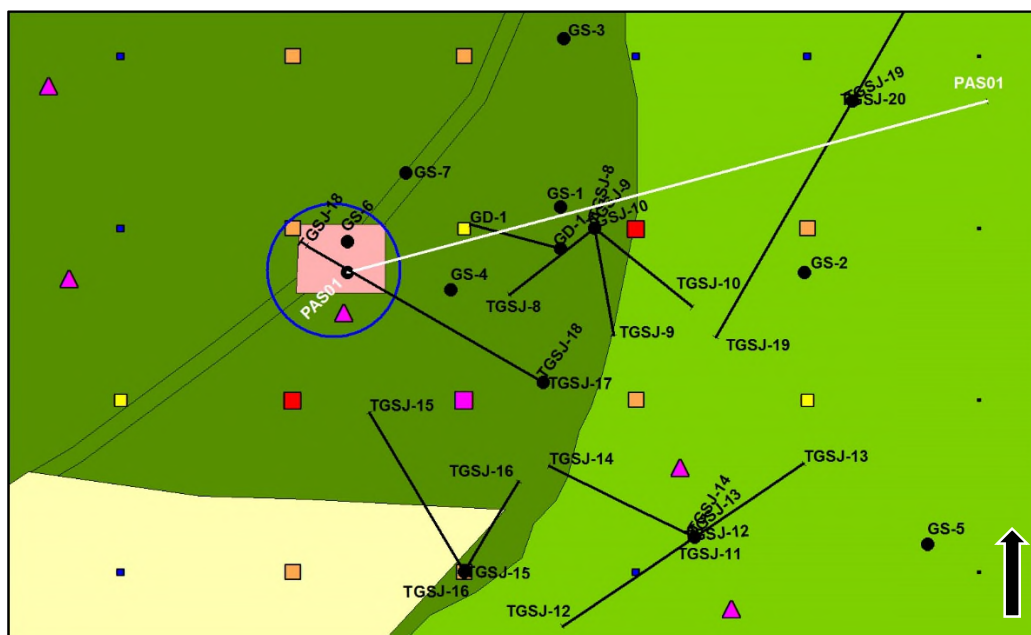 GS-3
TGSJ-19
TGSJ-20
PAS01
GS-7
TGSJ-8
TGSJ-9
TGSJ-10
GS-1
GD-1
GD-1
GS-6
TGSJ-18
PAS01
GS-4
GS-2
TGSJ-8
TGSJ-10
TGSJ-9
TGSJ-19
TGSJ-18
TGSJ-17
TGSJ-15
TGSJ-16
TGSJ-14
TGSJ-13
TGSJ-14
TGSJ-13
TGSJ-12
TGSJ-11
GS-5
TGSJ-15
TGSJ-16
TGSJ-12